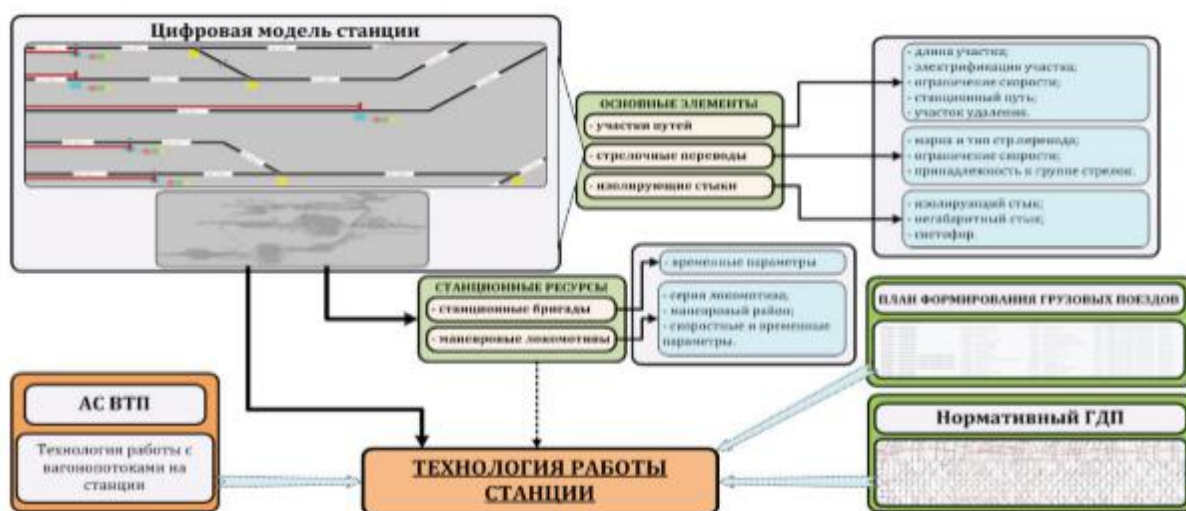 Цифровая модель станции
ОСНОВНЫЕ ЭЛЕМЕНТЫ
- участки путей
- стрелочные переводы
- изолирующие стыки
- длина участка;
- электрификация участка;
- ограничение скорости;
- станционный путь;
- участок удаления.
- марка и тип стр.перевода;
- ограничение скорости;
- принадлежность к группе стрелок.
- изолирующий стык;
- негабаритный стык;
- светофор.
СТАНЦИОННЫЕ РЕСУРСЫ
- станционные бригады
- маневровые локомотивы
- временные параметры
- серия локомотива;
- маневровый район;
- скоростные и временные
параметры.
ПЛАН ФОРМИРОВАНИЯ ГРУЗОВЫХ ПОЕЗДОВ
Нормативный ГДП
АС ВТП
Технология работы с
вагонопотоками на
станции
ТЕХНОЛОГИЯ РАБОТЫ
СТАНЦИИ